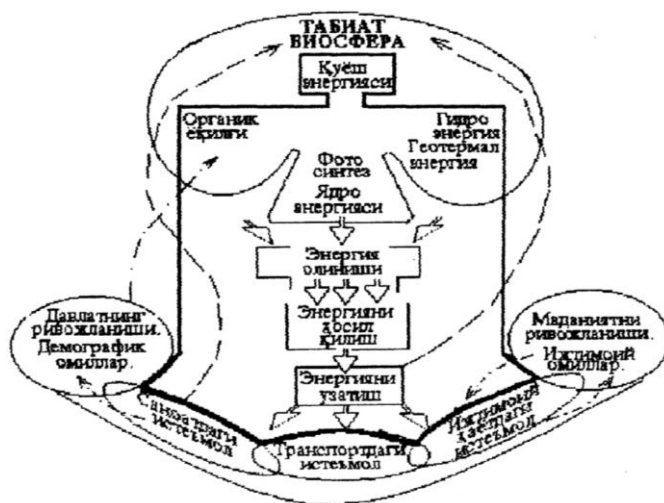 ТАБИАТ
БИОСФЕРА
Қуёш
энергияси
Органик
ёқилғи
Гидро
энергия
Геотермал
энергия
Фото
синтез
Ядро
энергияси
Энергия
олиниши
Энергияни
ҳосил
қилиш
Давлатнинг
ривожланиши.
Демографик
омиллар.
Маданиятни
ривожланиши.
Ижтимоий
омиллар.
Энергияни
узатиш
Саноатдаги
истеъмол
Транспортдаги
истеъмол
Ижтимоий
ҳаётдаги
истеъмол